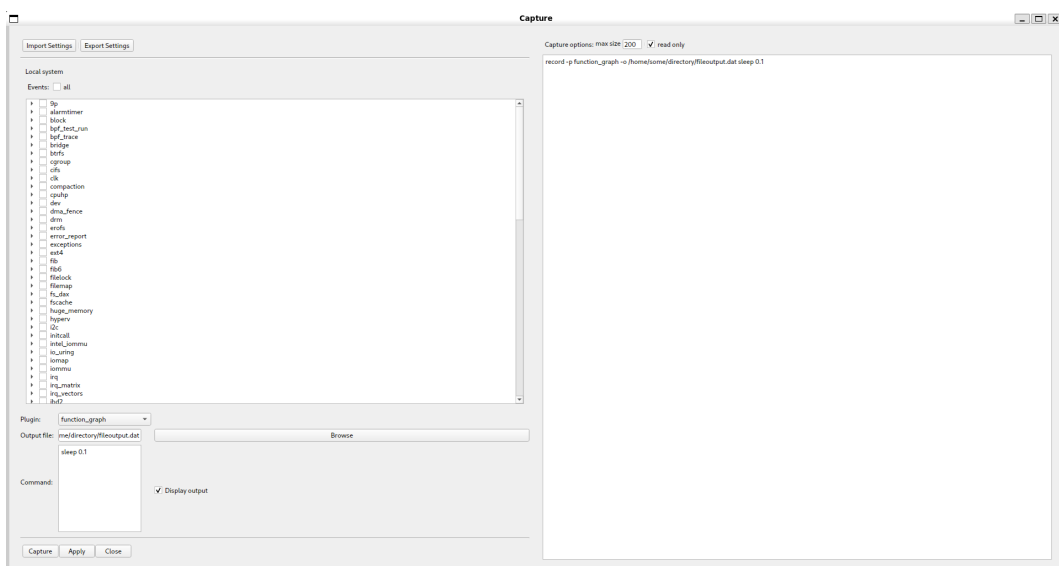 Capture
Import Settings Export Settings
Local system
Events: all
9p
alarmtimer
block
bpf_test_run
bpf_trace
bridge
btrfs
cgroup
cifs
clk
compaction
cpuhp
dev
dma_fence
drm
erofs
error_report
exceptions
ext4
fib
fib6
filelock
filemap
fs_dax
fscache
huge_memory
hyperv
i2c
initcall
intel_iommu
io_uring
iomap
iommu
irq
irq_matrix
irq_vectors
jbd2
Plugin: function_graph
Output file: me/directory/fileoutput.dat Browse
Command: sleep 0.1
Display output
Capture Apply Close
Capture options: max size 200 read only
record -p function_graph -o /home/some/directory/fileoutput.dat sleep 0.1